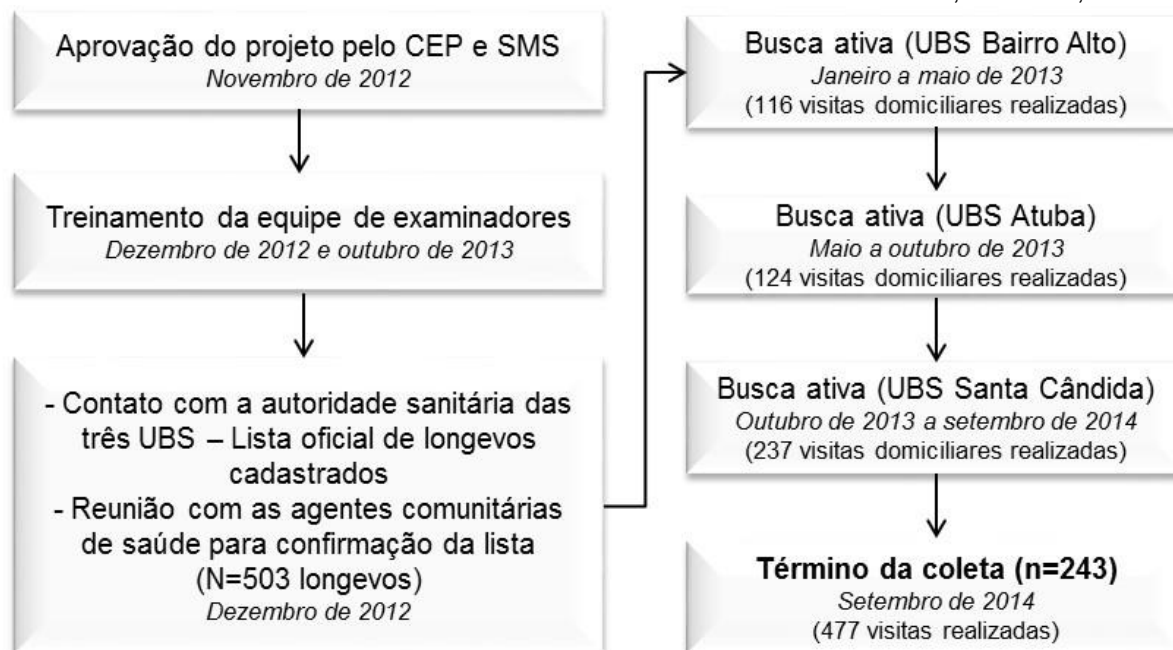 Aprovação do projeto pelo CEP e SMS
Novembro de 2012
Treinamento da equipe de examinadores
Dezembro de 2012 e outubro de 2013
- Contato com a autoridade sanitária das
três UBS – Lista oficial de longevos
cadastrados
- Reunião com as agentes comunitárias
de saúde para confirmação da lista
(N=503 longevos)
Dezembro de 2012
Busca ativa (UBS Bairro Alto)
Janeiro a maio de 2013
(116 visitas domiciliares realizadas)
Busca ativa (UBS Atuba)
Maio a outubro de 2013
(124 visitas domiciliares realizadas)
Busca ativa (UBS Santa Cândida)
Outubro de 2013 a setembro de 2014
(237 visitas domiciliares realizadas)
Término da coleta (n=243)
Setembro de 2014
(477 visitas realizadas)